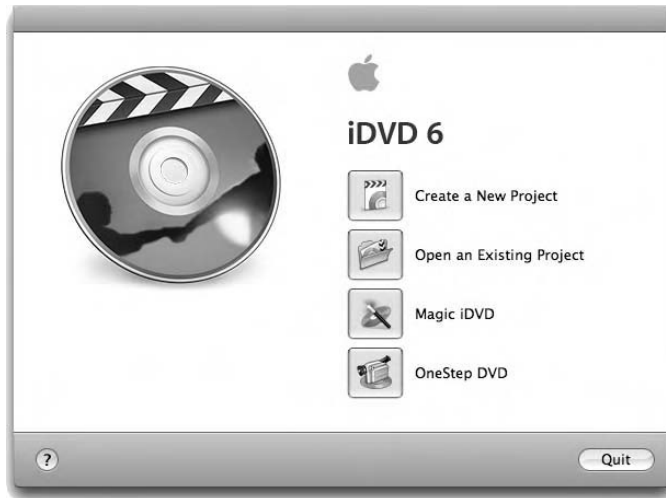 iDVD 6
Create a New Project
Open an Existing Project
Magic iDVD
OneStep DVD
?
Quit